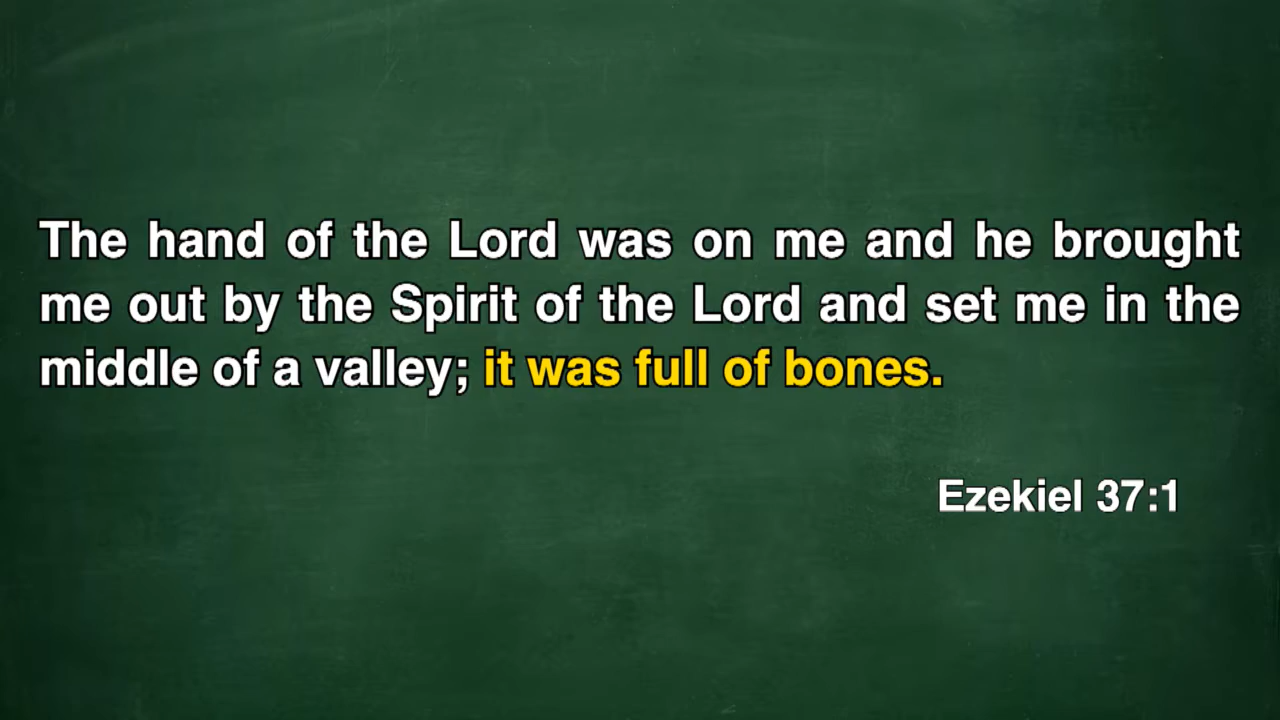 The hand of the Lord was on me and he brought
me out by the Spirit of the Lord and set me in the
middle of a valley; it was full of bones.
Ezekiel 37:1